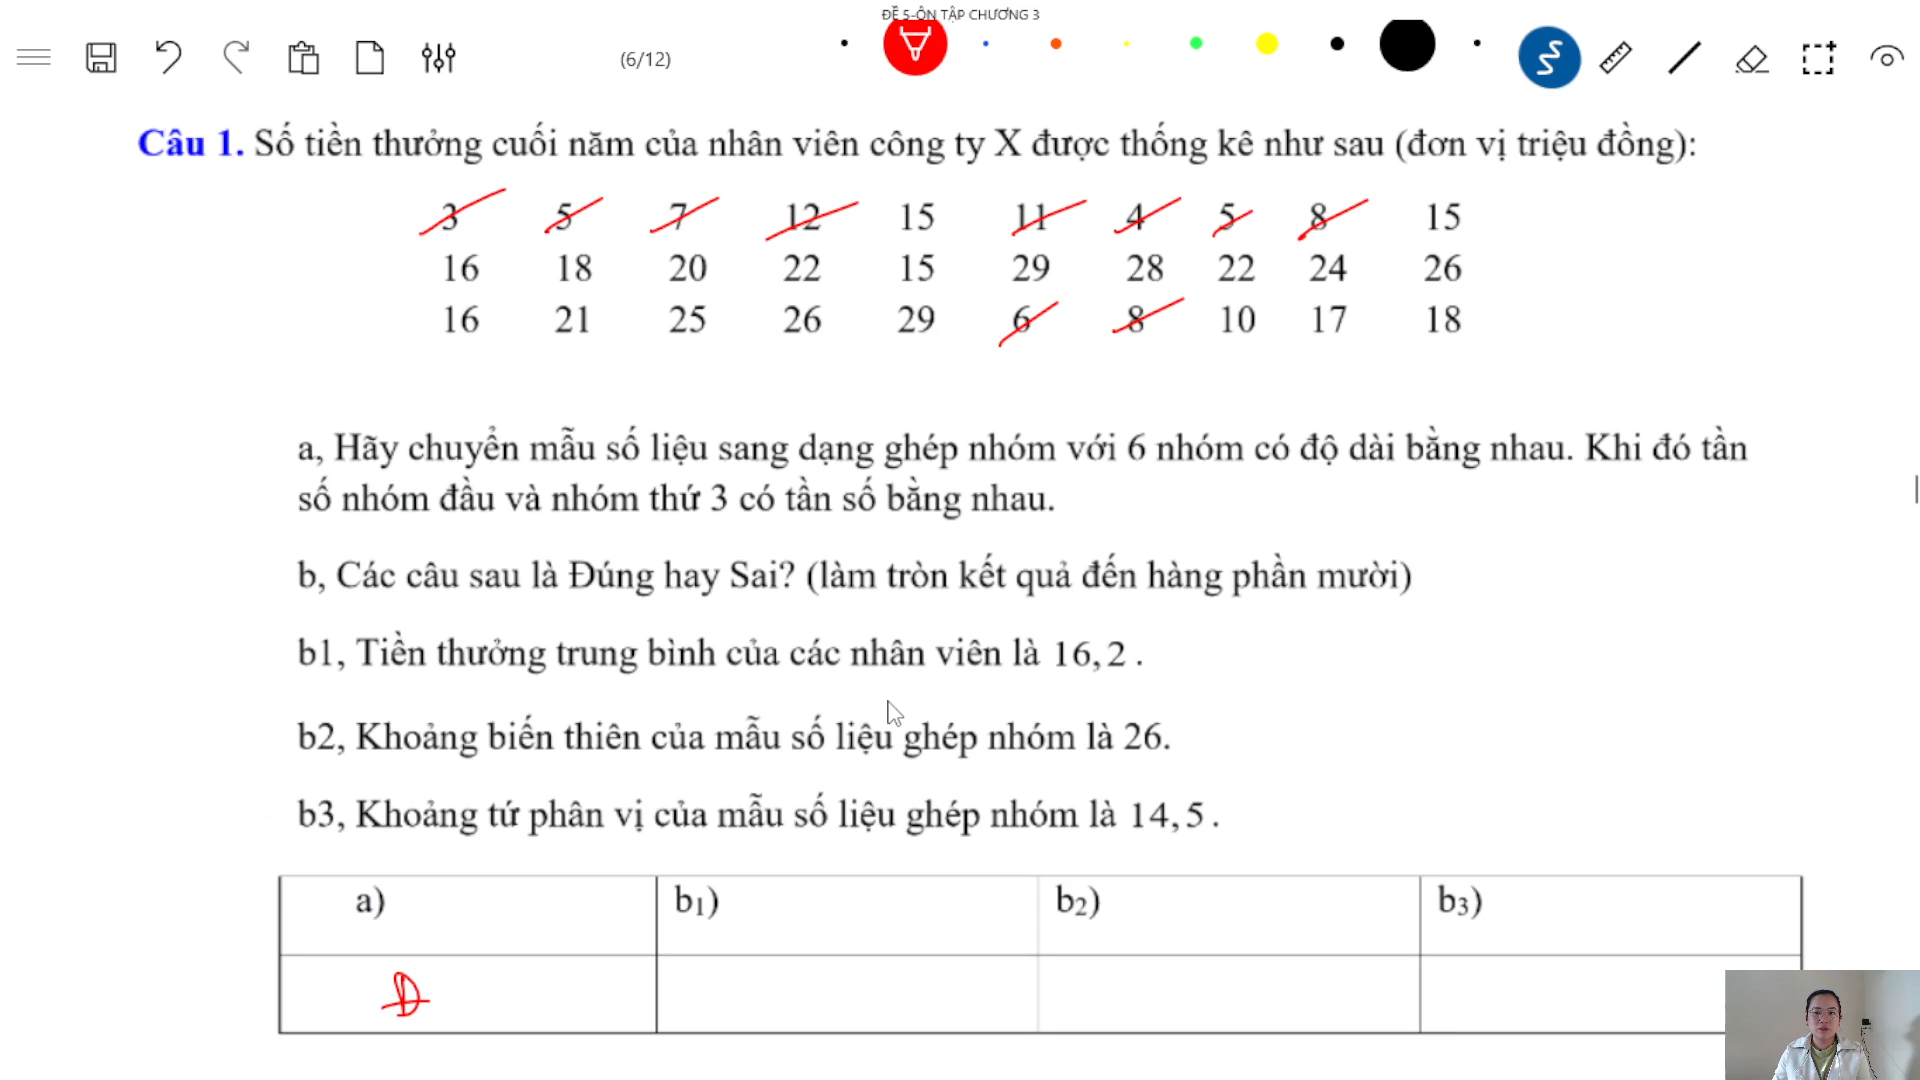 ĐỀ 5-ÔN TẬP CHƯƠNG 3
(6/12)
Câu 1. Số tiền thưởng cuối năm của nhân viên công ty X được thống kê như sau (đơn vị triệu đồng):
3 5 7 12 15 11 4 5 8 15
16 18 20 22 15 29 28 22 24 26
16 21 25 26 29 6 8 10 17 18
a, Hãy chuyển mẫu số liệu sang dạng ghép nhóm với 6 nhóm có độ dài bằng nhau. Khi đó tần
số nhóm đầu và nhóm thứ 3 có tần số bằng nhau.
b, Các câu sau là Đúng hay Sai? (làm tròn kết quả đến hàng phần mười)
b1, Tiền thưởng trung bình của các nhân viên là 16,2.
b2, Khoảng biến thiên của mẫu số liệu ghép nhóm là 26.
b3, Khoảng tứ phân vị của mẫu số liệu ghép nhóm là 14,5.
a) b₁) b₂) b₃)
Đ